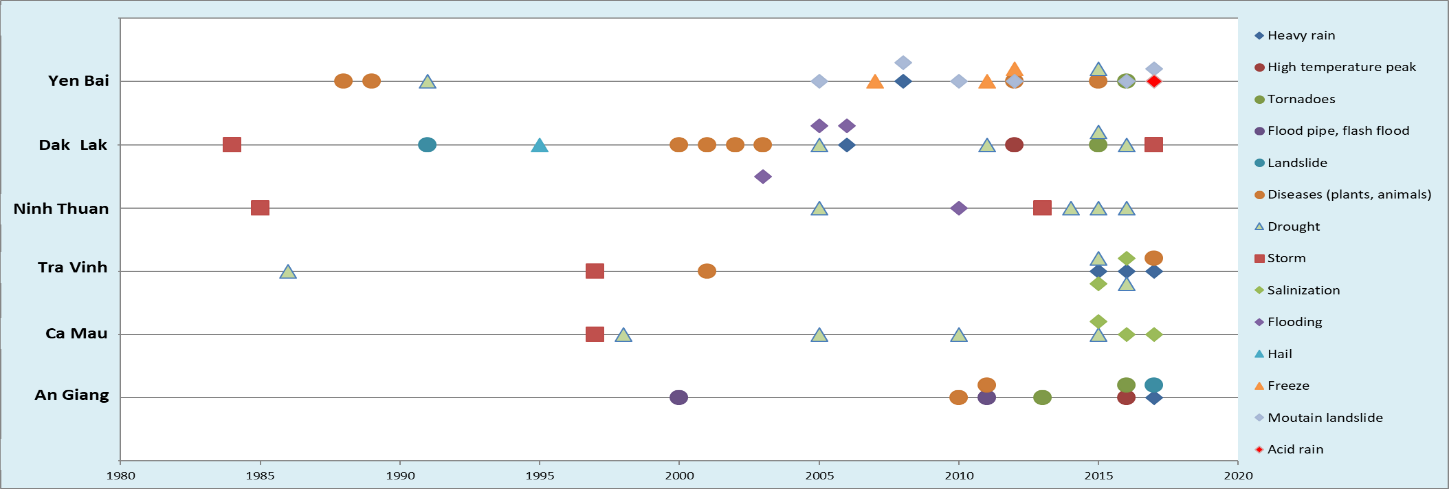 Yen Bai
Dak Lak
Ninh Thuan
Tra Vinh
Ca Mau
An Giang
1980 1985 1990 1995 2000 2005 2010 2015 2020
Heavy rain
High temperature peak
Tornadoes
Flood pipe, flash flood
Landslide
Diseases (plants, animals)
Drought
Storm
Salinization
Flooding
Hail
Freeze
Moutain landslide
Acid rain